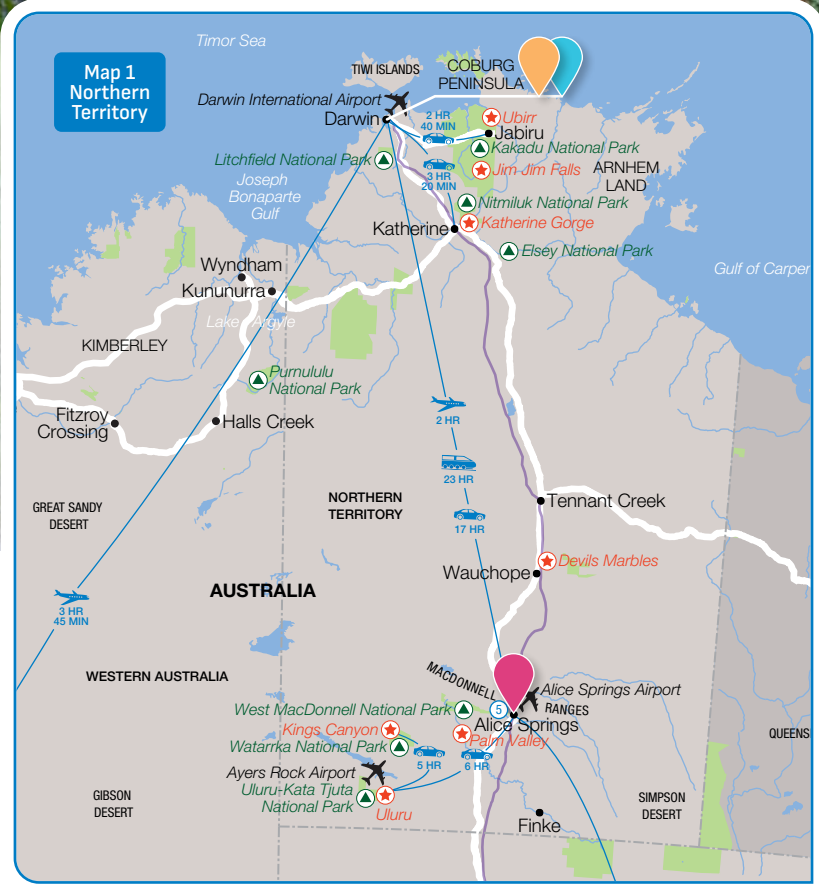 Timor Sea
Map 1
Northern
Territory
TIWI ISLANDS
COBURG
PENINSULA
Darwin International Airport
Darwin
2 HR
40 MIN
Ubirr
Jabiru
Kakadu National Park
Litchfield National Park
3 HR
20 MIN
Jim-Jim Falls
ARNHEM
LAND
Joseph
Bonaparte
Gulf
Nitmiluk National Park
Katherine Gorge
Katherine
Elsey National Park
Wyndham
Kununurra
Gulf of Carper
Lake Argyle
KIMBERLEY
Purnululu
National Park
Fitzroy
Crossing
Halls Creek
2 HR
23 HR
17 HR
GREAT SANDY
DESERT
NORTHERN
TERRITORY
Tennant Creek
Devils Marbles
Wauchope
AUSTRALIA
3 HR
45 MIN
WESTERN AUSTRALIA
MACDONNELL
RANGES
Alice Springs Airport
West MacDonnell National Park
5
Alice Springs
Kings Canyon
Palm Valley
Watarrka National Park
5 HR
6 HR
QUEENS
Ayers Rock Airport
Uluru-Kata Tjuta
National Park
Uluru
GIBSON
DESERT
SIMPSON
DESERT
Finke